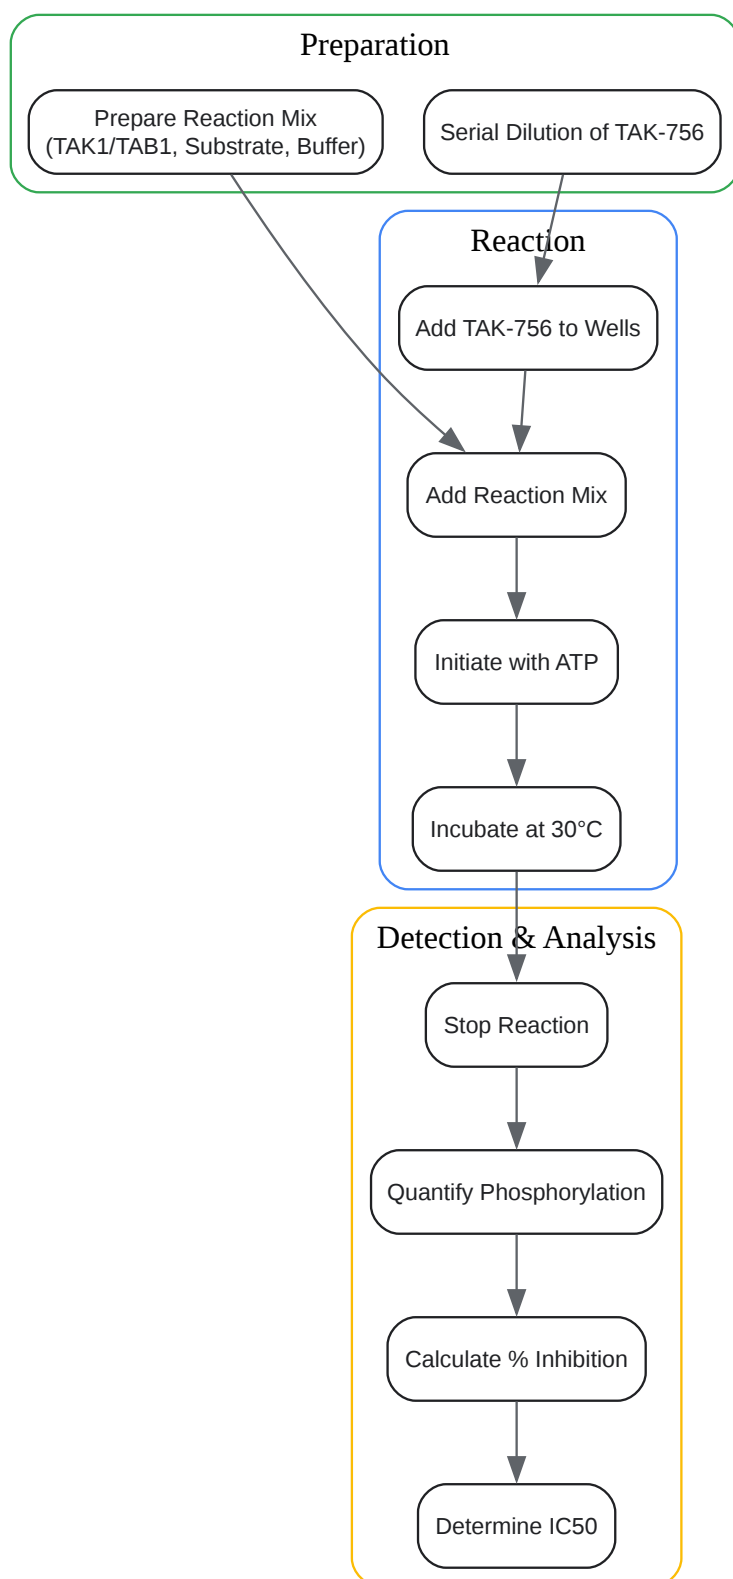 Preparation
Prepare Reaction Mix
(TAK1/TAB1, Substrate, Buffer)
Serial Dilution of TAK-756
Reaction
Add TAK-756 to Wells
Add Reaction Mix
Initiate with ATP
Incubate at 30°C
Detection & Analysis
Stop Reaction
Quantify Phosphorylation
Calculate % Inhibition
Determine IC50